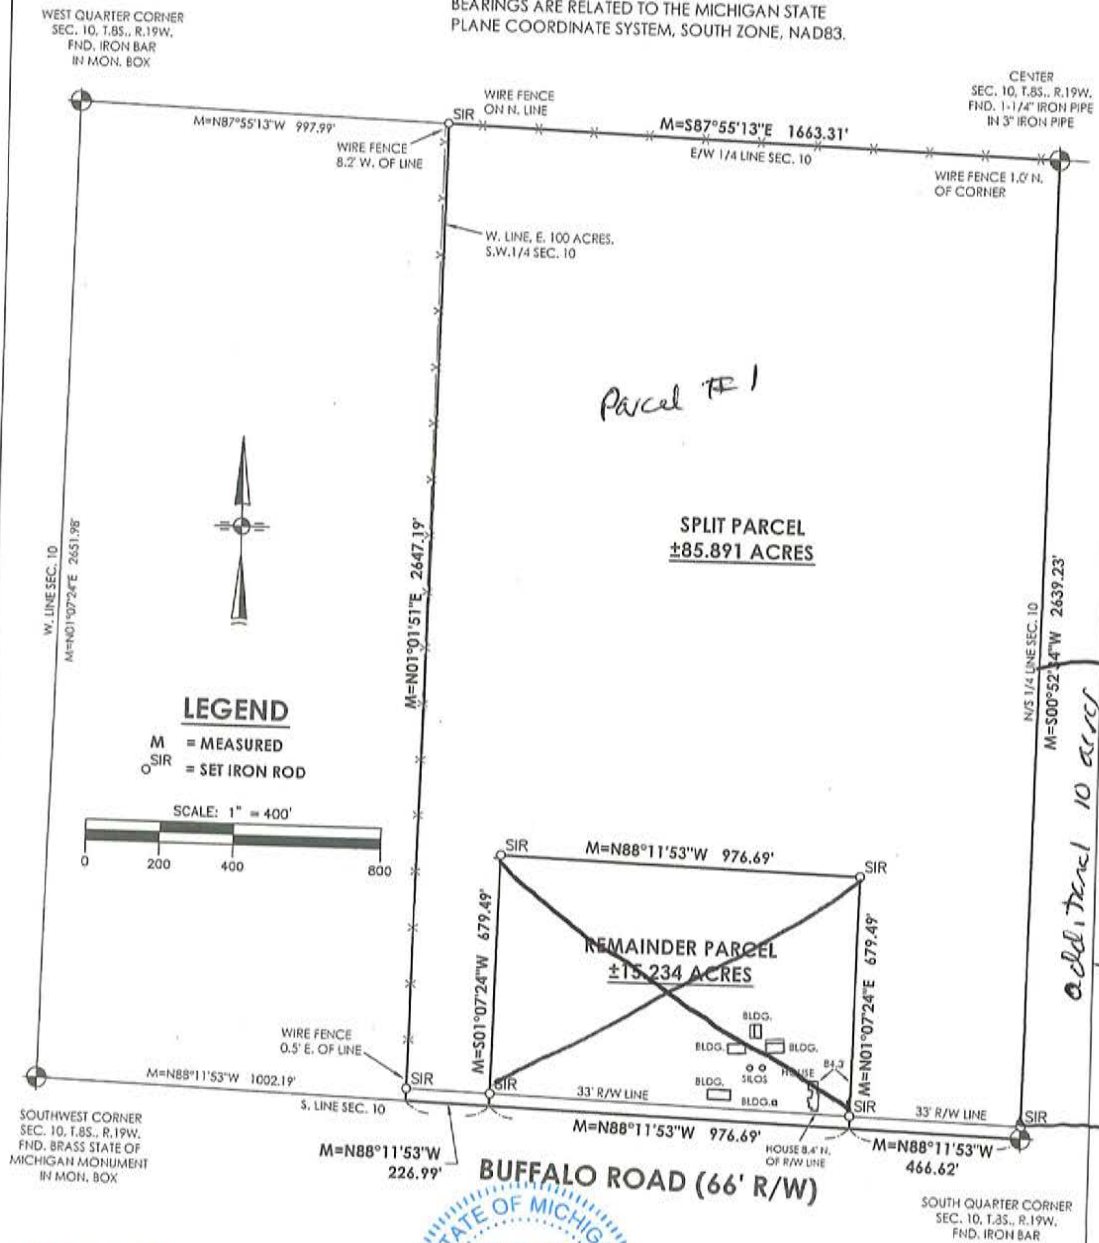 BEARINGS ARE RELATED TO THE MICHIGAN STATE
PLANE COORDINATE SYSTEM, SOUTH ZONE, NAD83.
WEST QUARTER CORNER
SEC. 10, T.8S., R.19W.
FND. IRON BAR
IN MON. BOX
CENTER
SEC. 10, T.8S., R.19W.
FND. 1-1/4" IRON PIPE
IN 3" IRON PIPE
M=N87°55'13"W 997.99'
SIR
WIRE FENCE
ON N. LINE
M=S87°55'13"E 1663.31'
E/W 1/4 LINE SEC. 10
WIRE FENCE
8.2' W. OF LINE
WIRE FENCE 1.0' N.
OF CORNER
W. LINE, E. 100 ACRES.
S.W.1/4 SEC. 10
Parcel #1
SPLIT PARCEL
±85.891 ACRES
W. LINE SEC. 10
M=N01°07'24"E 2651.98'
M=N01°01'51"E 2647.19'
N/S 1/4 LINE SEC. 10
M=S00°52'34"W 2639.23'
additional 10 acres
LEGEND
M = MEASURED
SIR = SET IRON ROD
SCALE: 1" = 400'
0 200 400 800
SIR
M=N88°11'53"W 976.69'
SIR
M=S01°07'24"W 679.49'
REMAINDER PARCEL
±15.234 ACRES
M=N01°07'24"E 679.49'
BLDG.
BLDG.
BLDG.
SILOS
HOUSE
84.3'
BLDG.
BLDG.
WIRE FENCE
0.5' E. OF LINE
M=N88°11'53"W 1002.19'
SIR
SIR
33' R/W LINE
SIR
33' R/W LINE
SIR
S. LINE SEC. 10
M=N88°11'53"W
226.99'
M=N88°11'53"W 976.69'
HOUSE 8.4' N.
OF R/W LINE
M=N88°11'53"W
466.62'
BUFFALO ROAD (66' R/W)
SOUTHWEST CORNER
SEC. 10, T.8S., R.19W.
FND. BRASS STATE OF
MICHIGAN MONUMENT
IN MON. BOX
SOUTH QUARTER CORNER
SEC. 10, T.8S., R.19W.
FND. IRON BAR
STATE OF MICHIG